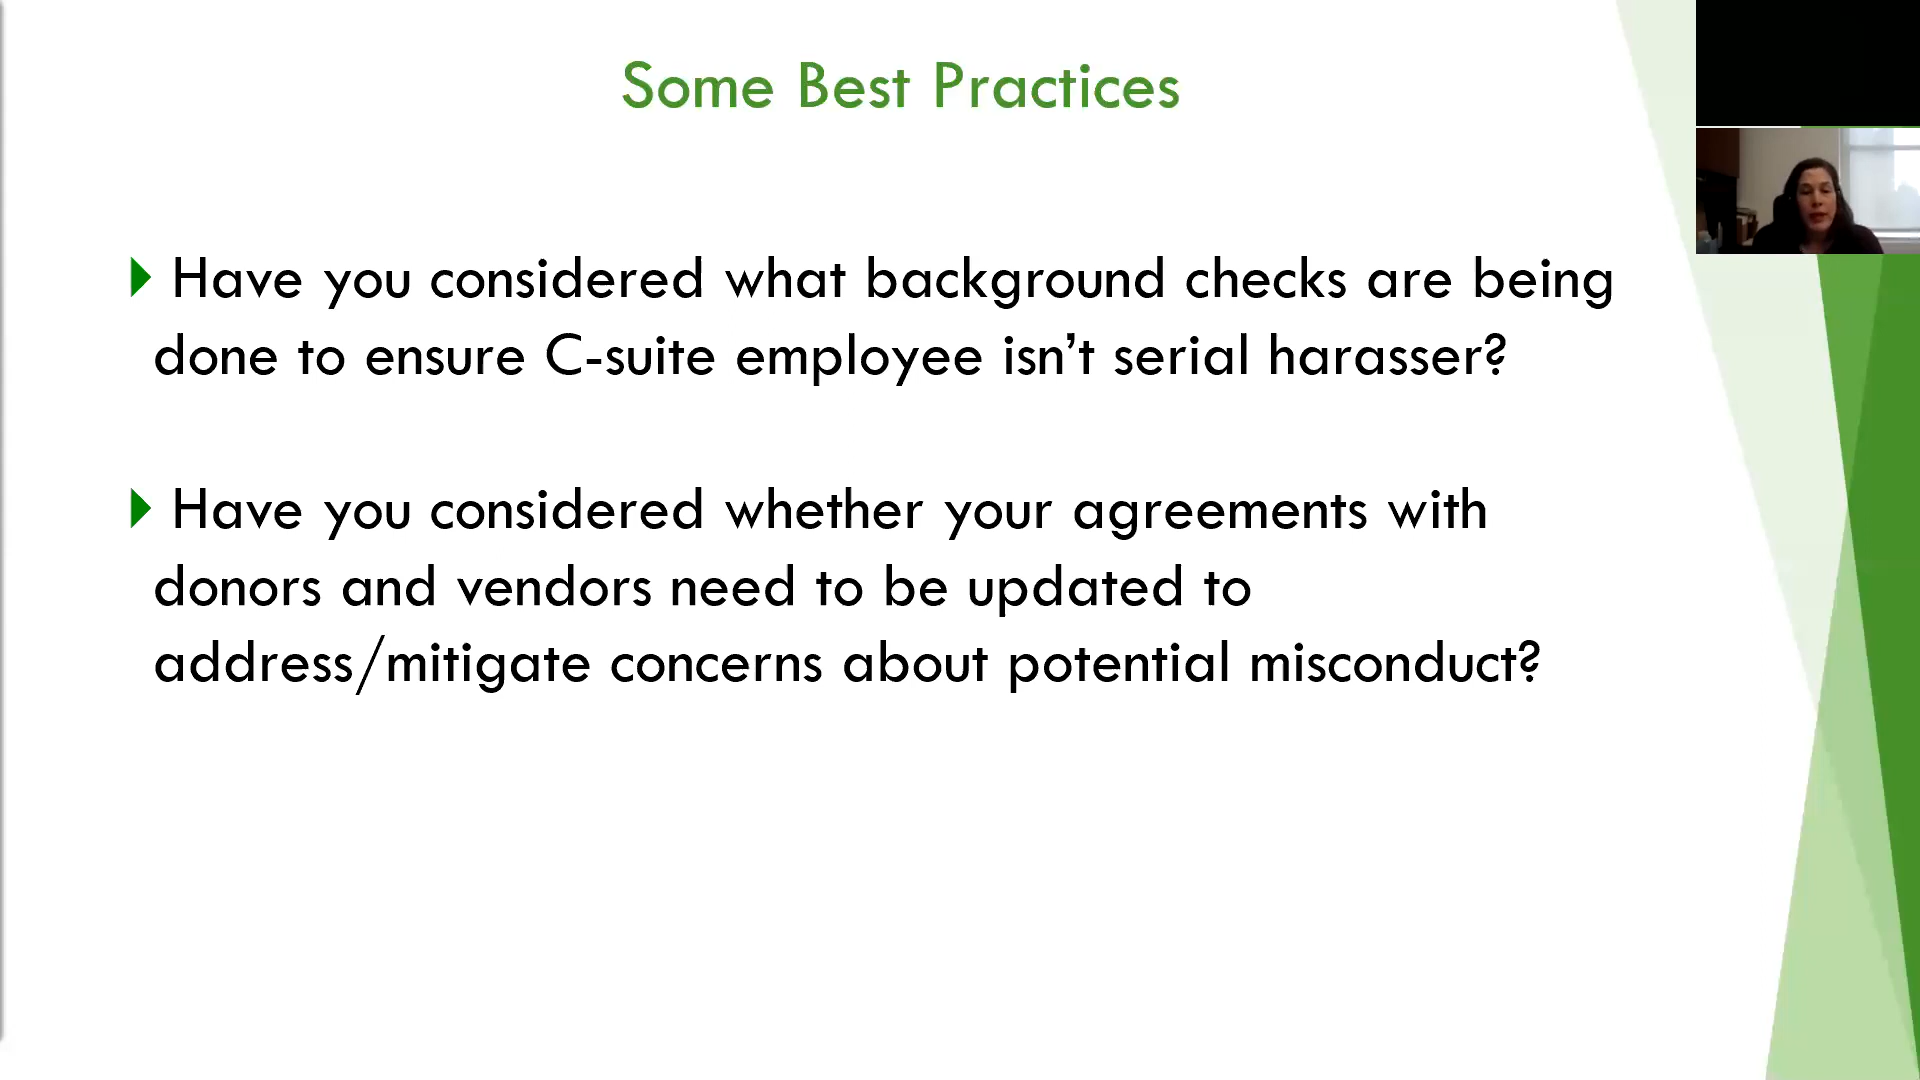 Some Best Practices
Have you considered what background checks are being
done to ensure C-suite employee isn’t serial harasser?
Have you considered whether your agreements with
donors and vendors need to be updated to
address/mitigate concerns about potential misconduct?